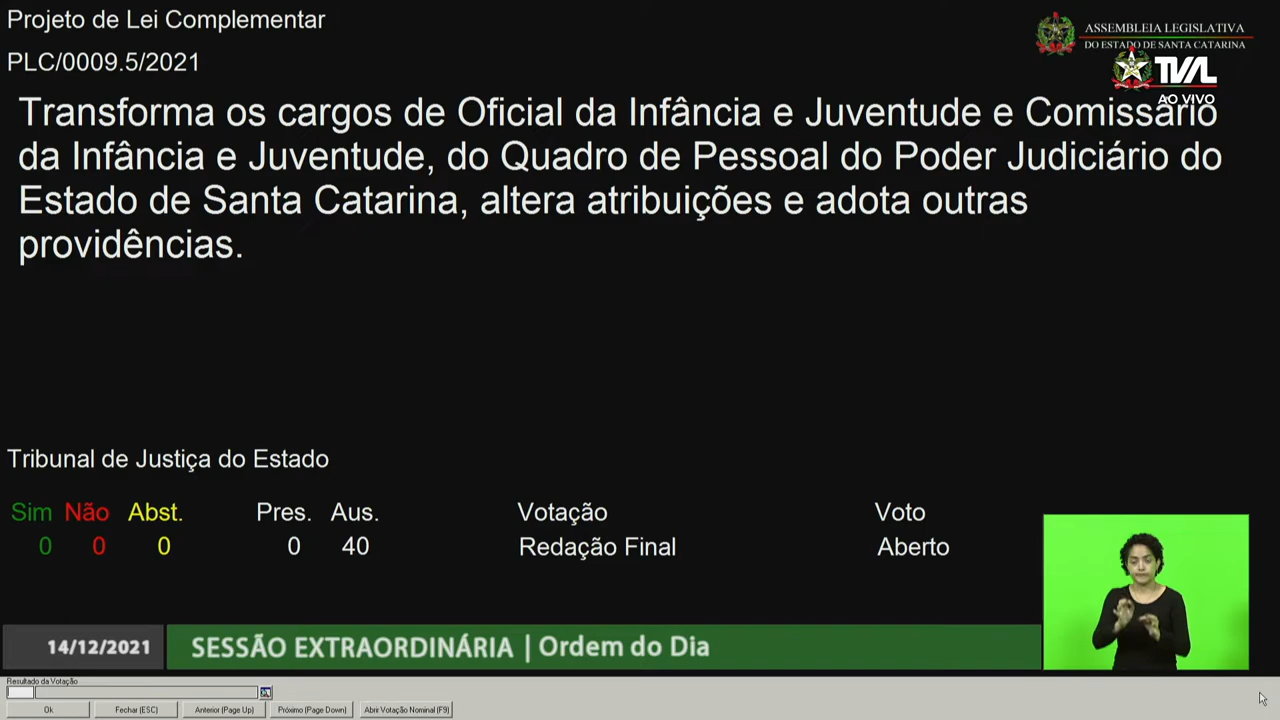 Projeto de Lei Complementar
ASSEMBLEIA LEGISLATIVA
DO ESTADO DE SANTA CATARINA
PLC/0009.5/2021
TVAL
AO VIVO
Transforma os cargos de Oficial da Infância e Juventude e Comissário
da Infância e Juventude, do Quadro de Pessoal do Poder Judiciário do
Estado de Santa Catarina, altera atribuições e adota outras
providências.
Tribunal de Justiça do Estado
Sim Não Abst. Pres. Aus. Votação Voto
0 0 0 0 40 Redação Final Aberto
14/12/2021 SESSÃO EXTRAORDINÁRIA | Ordem do Dia
Resultado da Votação
Ok Fechar (ESC) Anterior (Page Up) Próximo (Page Down) Abrir Votação Nominal (F9)